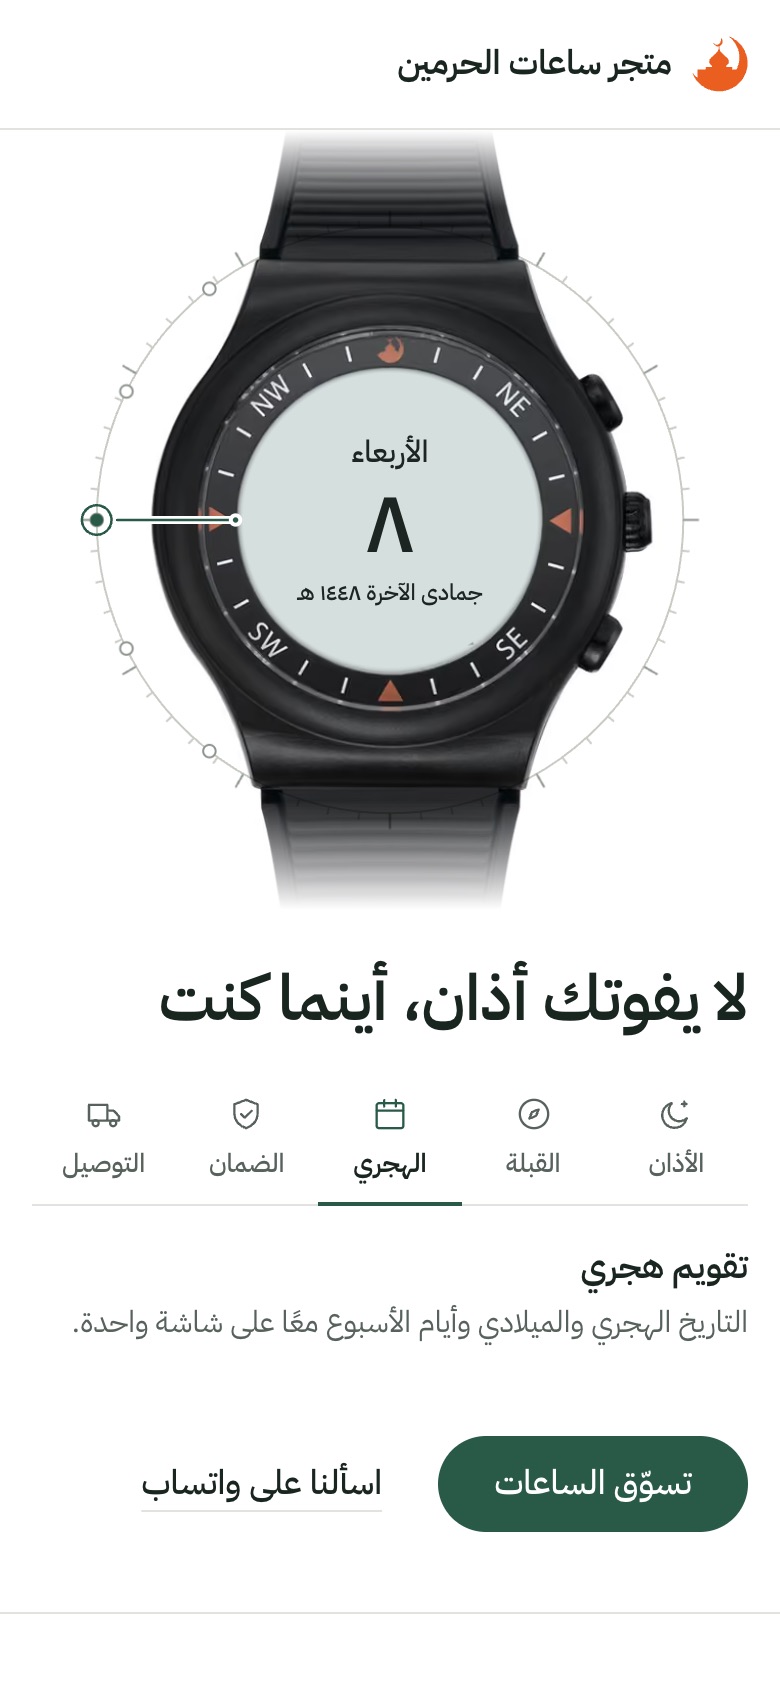 متجر ساعات الحرمين
NW
NE
الأربعاء
٨
جمادى الآخرة ١٤٤٨ هـ
SW
SE
لا يفوتك أذان، أينما كنت
الأذان
القبلة
الهجري
الضمان
التوصيل
تقويم هجري
التاريخ الهجري والميلادي وأيام الأسبوع معًا على شاشة واحدة.
تسوّق الساعات
اسألنا على واتساب